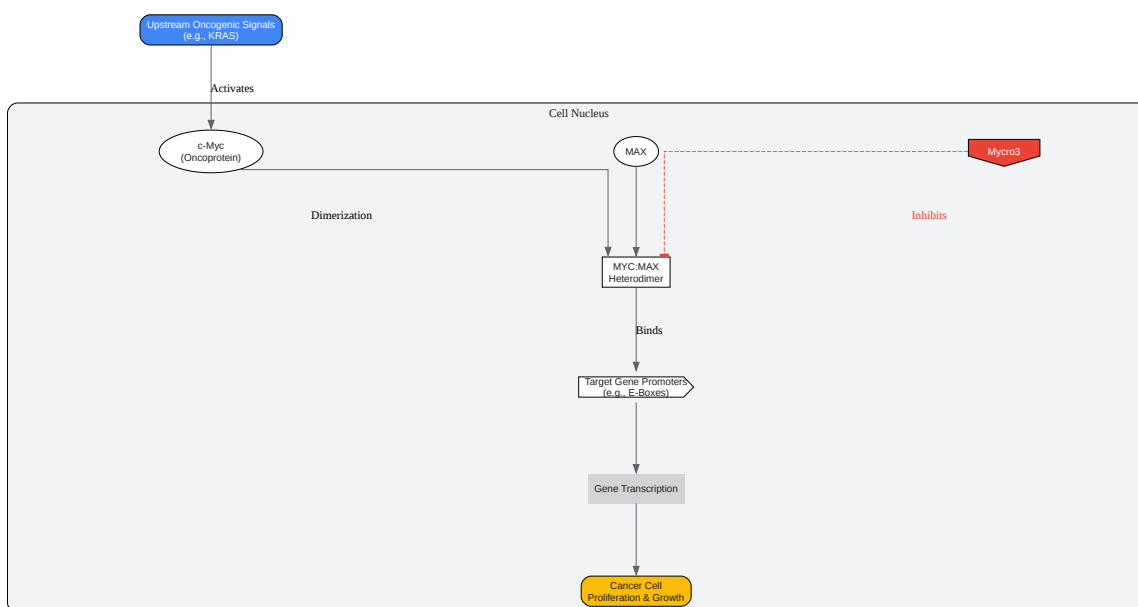 Upstream Oncogenic Signals
(e.g., KRAS)
Activates
Cell Nucleus
c-Myc
(Oncoprotein)
MAX
Mycro3
Dimerization
Inhibits
MYC:MAX
Heterodimer
Binds
Target Gene Promoters
(e.g., E-Boxes)
Gene Transcription
Cancer Cell
Proliferation & Growth